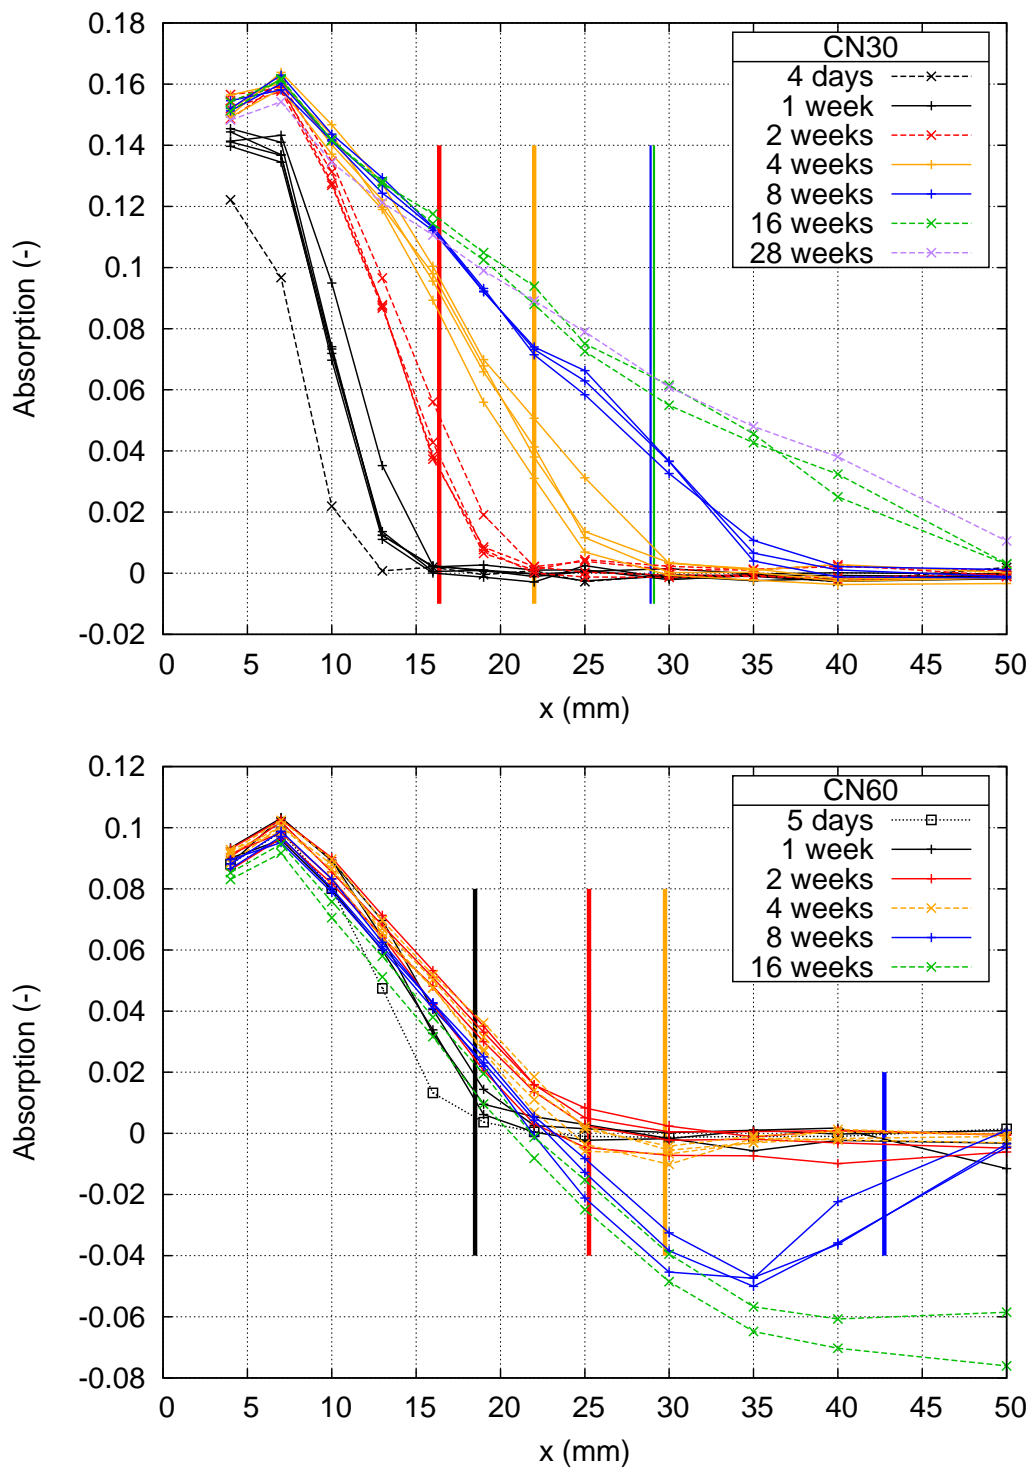 0.18
0.16
0.14
0.12
0.1
0.08
0.06
0.04
0.02
0
-0.02
Absorption (-)
CN30
4 days
1 week
2 weeks
4 weeks
8 weeks
16 weeks
28 weeks
0 5 10 15 20 25 30 35 40 45 50
x (mm)
0.12
0.1
0.08
0.06
0.04
0.02
0
-0.02
-0.04
-0.06
-0.08
Absorption (-)
CN60
5 days
1 week
2 weeks
4 weeks
8 weeks
16 weeks
0 5 10 15 20 25 30 35 40 45 50
x (mm)